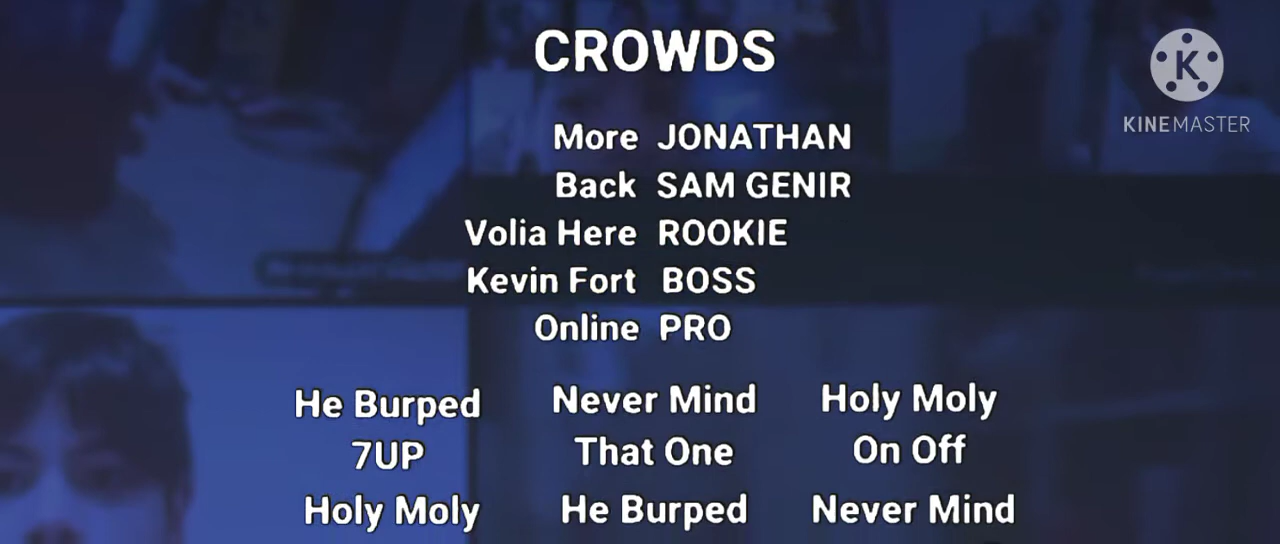 CROWDS
K
KINEMASTER
More JONATHAN
Back SAM GENIR
Volia Here ROOKIE
Kevin Fort BOSS
Online PRO
He Burped Never Mind Holy Moly
7UP That One On Off
Holy Moly He Burped Never Mind